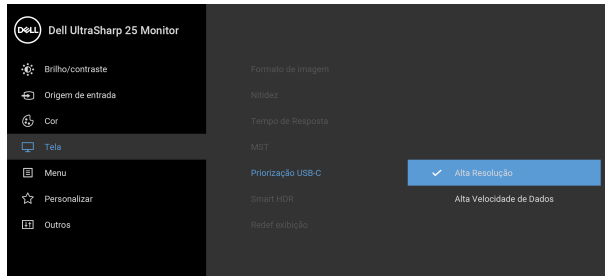 DELL Dell UltraSharp 25 Monitor
Brilho/contraste
Origem de entrada
Cor
Tela
Menu
Personalizar
Outros
Formato de imagem
Nitidez
Tempo de Resposta
MST
Priorização USB-C
Smart HDR
Redef exibição
Alta Resolução
Alta Velocidade de Dados